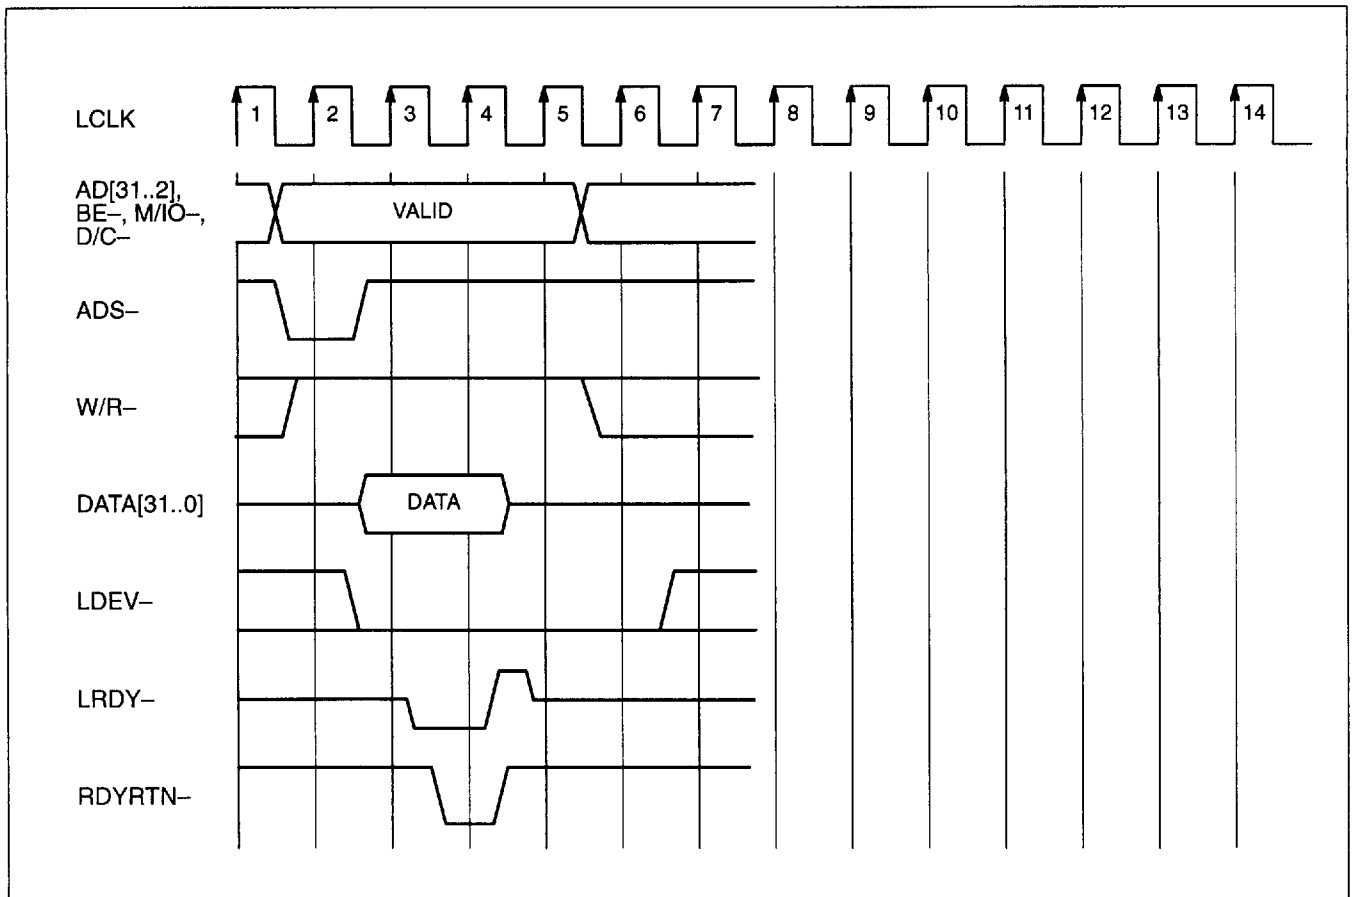 LCLK
1 2 3 4 5 6 7 8 9 10 11 12 13 14
AD[31..2],
BE–, M/IO–,
D/C–
VALID
ADS–
W/R–
DATA[31..0]
DATA
LDEV–
LRDY–
RDYRTN–